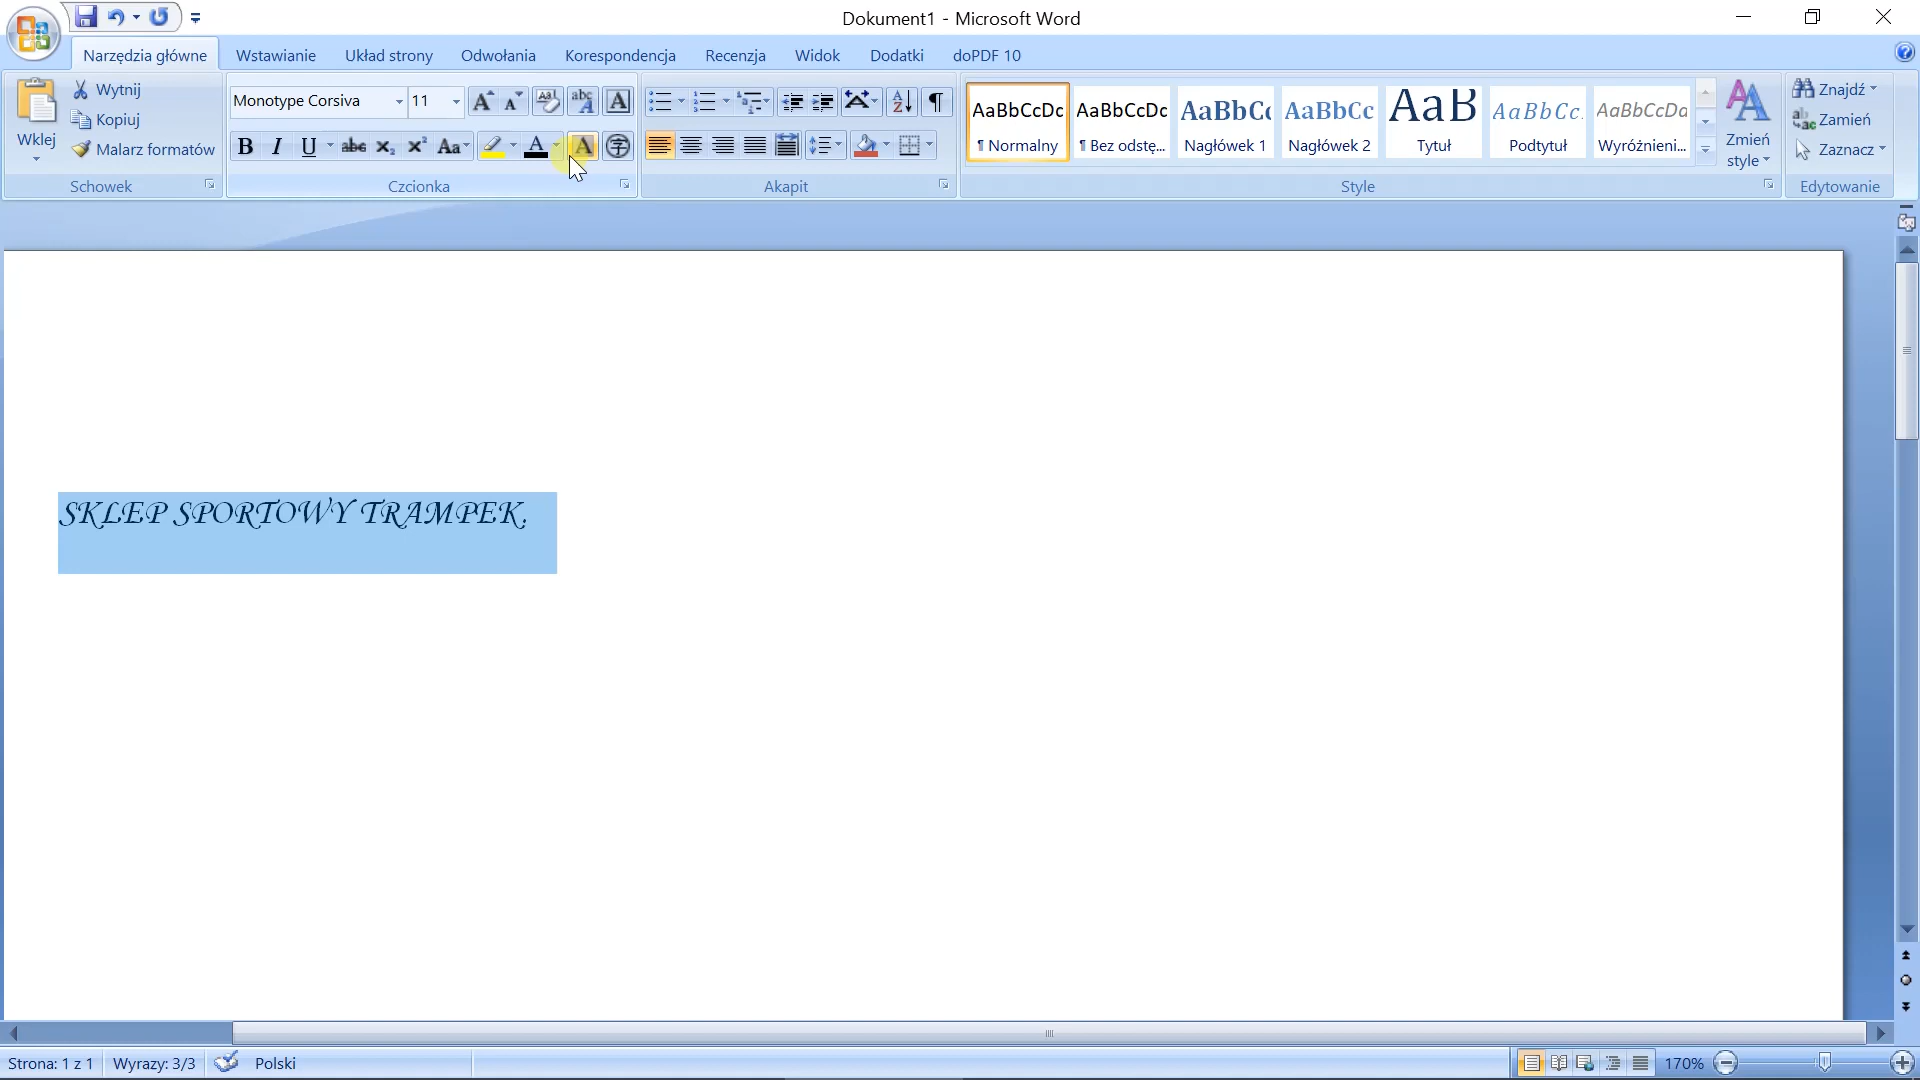 Dokument1 - Microsoft Word
Narzędzia główne Wstawianie Układ strony Odwołania Korespondencja Recenzja Widok Dodatki doPDF 10
Wklej
Wytnij
Kopiuj
Malarz formatów
Schowek
Monotype Corsiva 11
Czcionka
Akapit
AaBbCcDc AaBbCcDc AaBbC AaBbCc AaB AaBbCc. AaBbCcDa
¶ Normalny ¶ Bez odstę... Nagłówek 1 Nagłówek 2 Tytuł Podtytuł Wyróżnieni...
Zmień
style
Style
Znajdź
Zamień
Zaznacz
Edytowanie
SKLEP SPORTOWY TRAMPEK.
Strona: 1 z 1 Wyrazy: 3/3 Polski 170%